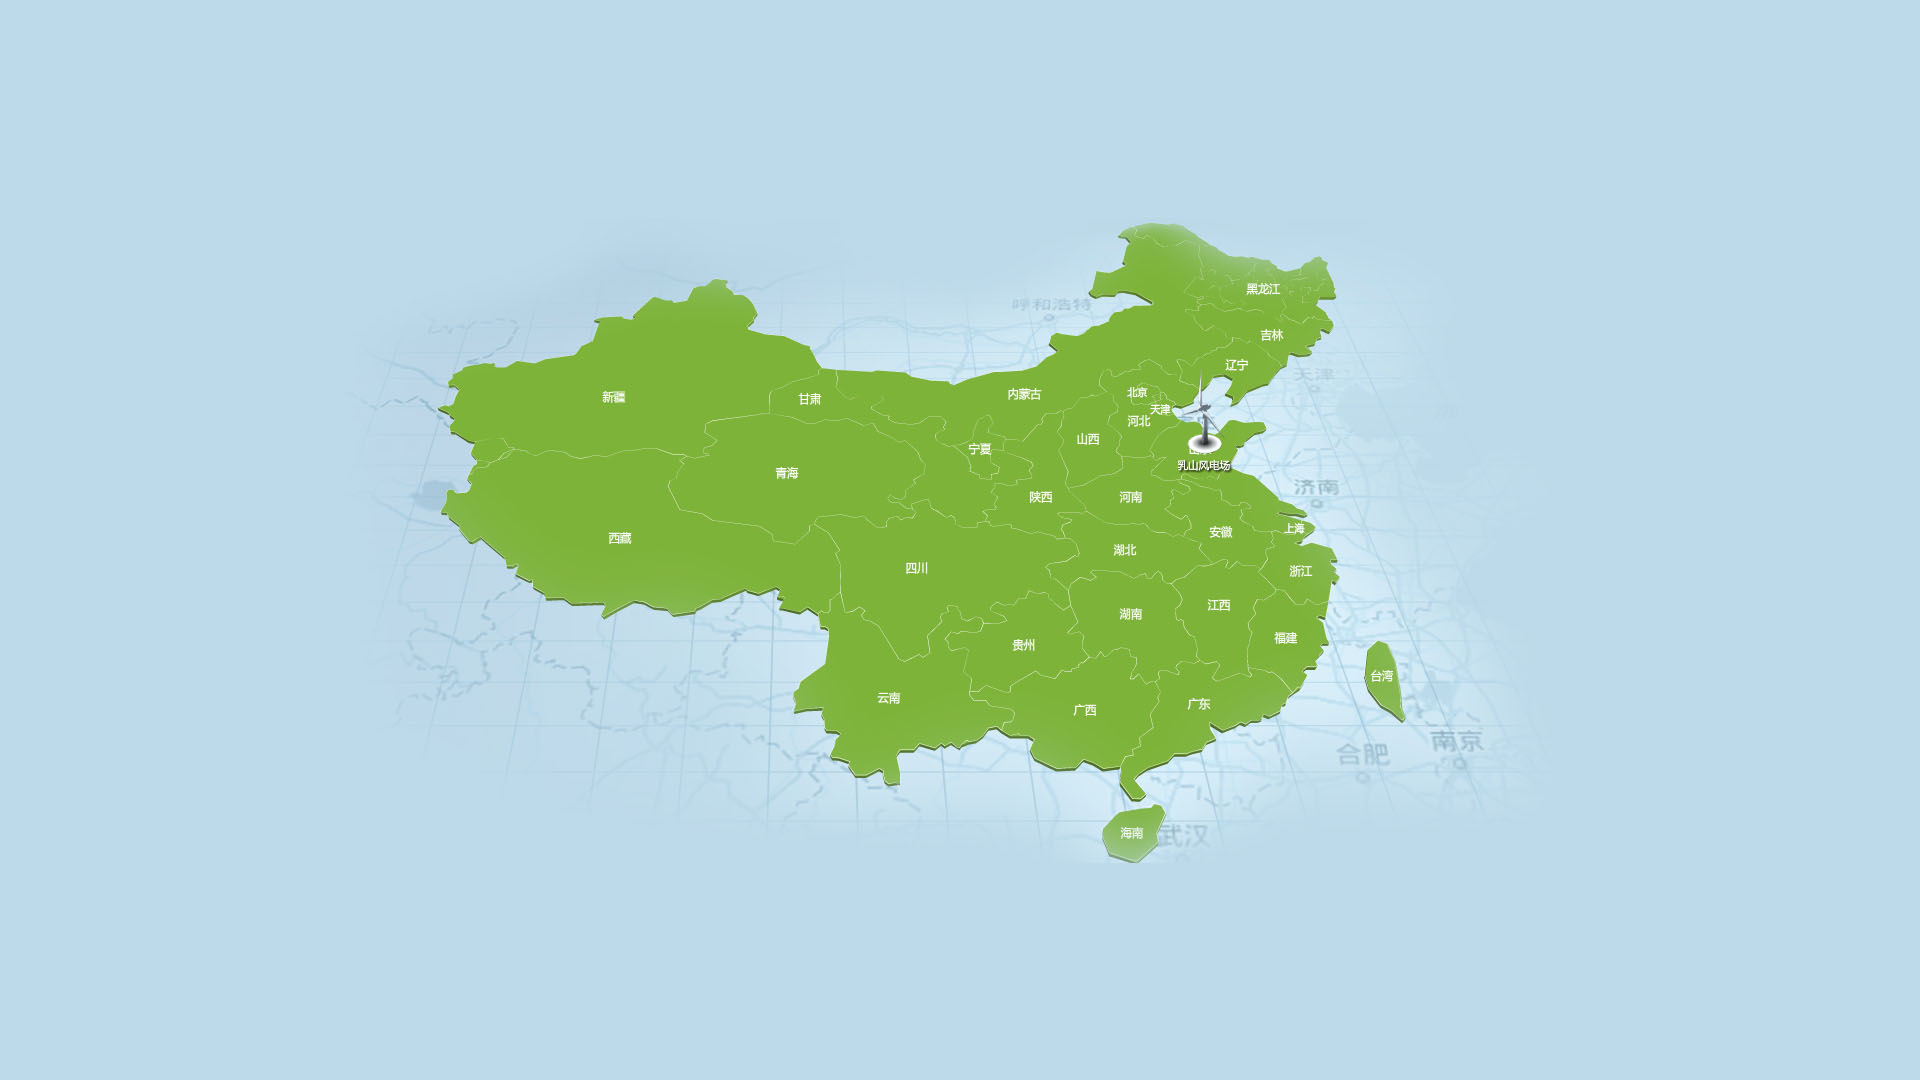 黑龙江
呼和浩特
吉林
辽宁
天津
北京
内蒙古
新疆
甘肃
天津
河北
山西
宁夏
乳山风电场
青海
济南
陕西
河南
上海
安徽
西藏
湖北
四川
浙江
江西
湖南
福建
贵州
台湾
云南
广东
广西
南京
合肥
海南
武汉